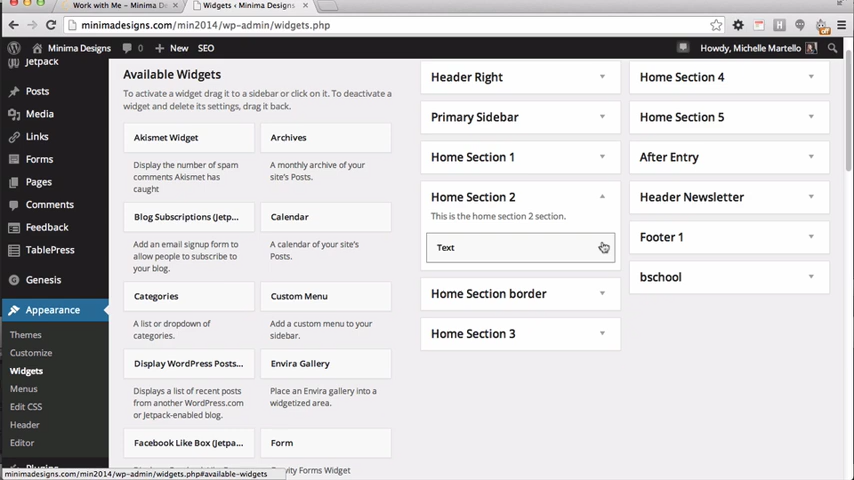 Work with Me – Minima De
Widgets ‹ Minima Designs
minimadesigns.com/min2014/wp-admin/widgets.php
Minima Designs
0
+ New
SEO
Howdy, Michelle Martello
Jetpack
Posts
Media
Links
Forms
Pages
Comments
Feedback
TablePress
Genesis
Appearance
Themes
Customize
Widgets
Menus
Edit CSS
Header
Editor
Plugins
Available Widgets
To activate a widget drag it to a sidebar or click on it. To deactivate a
widget and delete its settings, drag it back.
Akismet Widget
Display the number of spam
comments Akismet has
caught
Archives
A monthly archive of your
site's Posts.
Blog Subscriptions (Jetp...
Add an email signup form to
allow people to subscribe to
your blog.
Calendar
A calendar of your site's
Posts.
Categories
A list or dropdown of
categories.
Custom Menu
Add a custom menu to your
sidebar.
Display WordPress Posts...
Displays a list of recent posts
from another WordPress.com
or Jetpack-enabled blog.
Envira Gallery
Place an Envira gallery into a
widgetized area.
Facebook Like Box (Jetpa...
Form
Gravity Forms Widget
Header Right
Primary Sidebar
Home Section 1
Home Section 2
This is the home section 2 section.
Text
Home Section border
Home Section 3
Home Section 4
Home Section 5
After Entry
Header Newsletter
Footer 1
bschool
minimadesigns.com/min2014/wp-admin/widgets.php#available-widgets